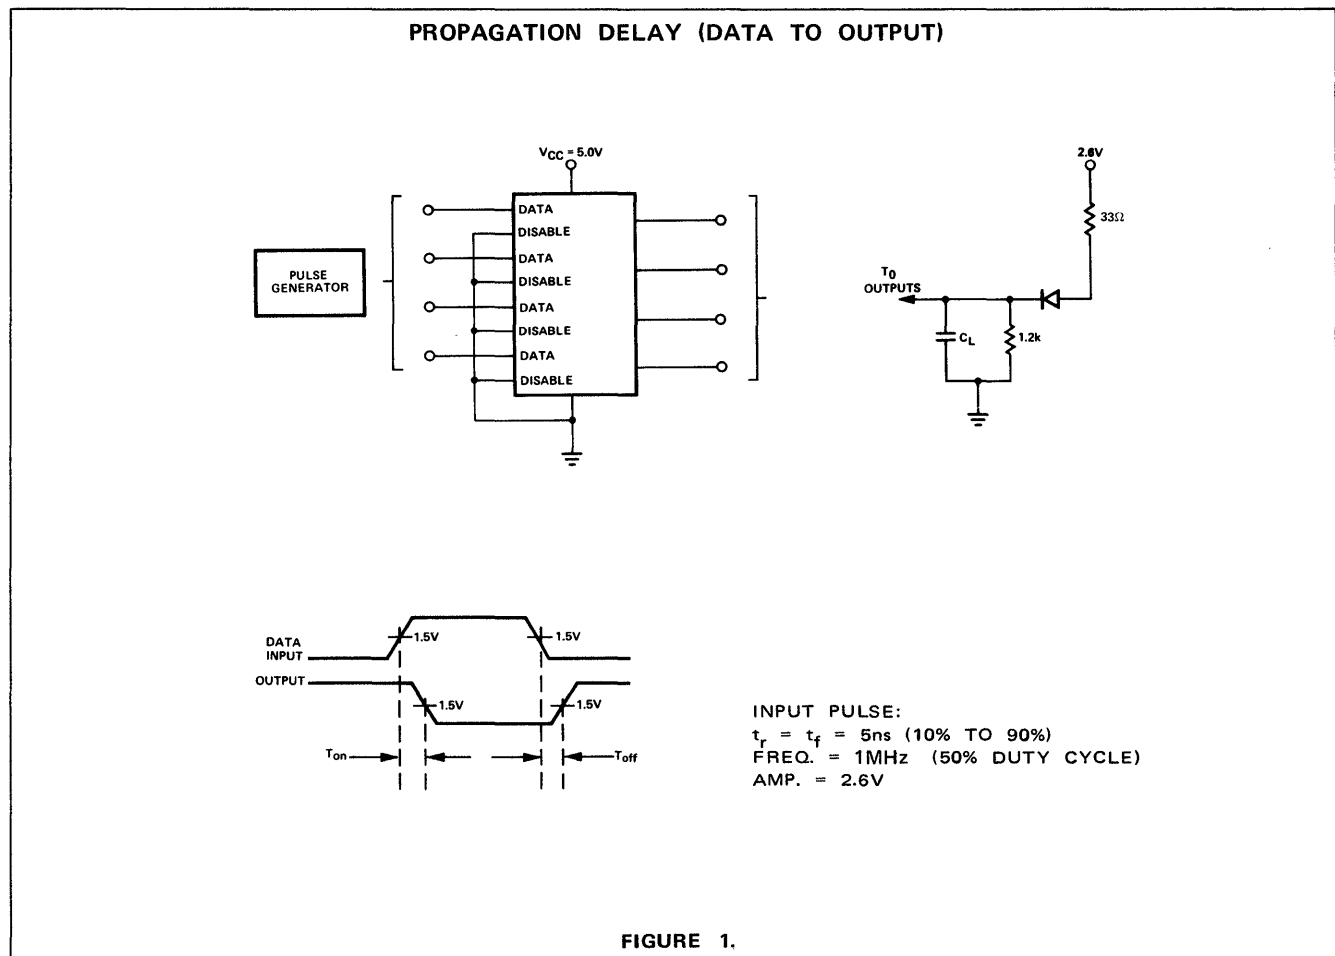 PROPAGATION DELAY (DATA TO OUTPUT)
VCC = 5.0V
PULSE
GENERATOR
DATA
DISABLE
DATA
DISABLE
DATA
DISABLE
DATA
DISABLE
2.6V
33Ω
TO
OUTPUTS
CL
1.2k
DATA
INPUT
1.5V
1.5V
OUTPUT
1.5V
1.5V
Ton
Toff
INPUT PULSE:
tr = tf = 5ns (10% TO 90%)
FREQ. = 1MHz (50% DUTY CYCLE)
AMP. = 2.6V
FIGURE 1.